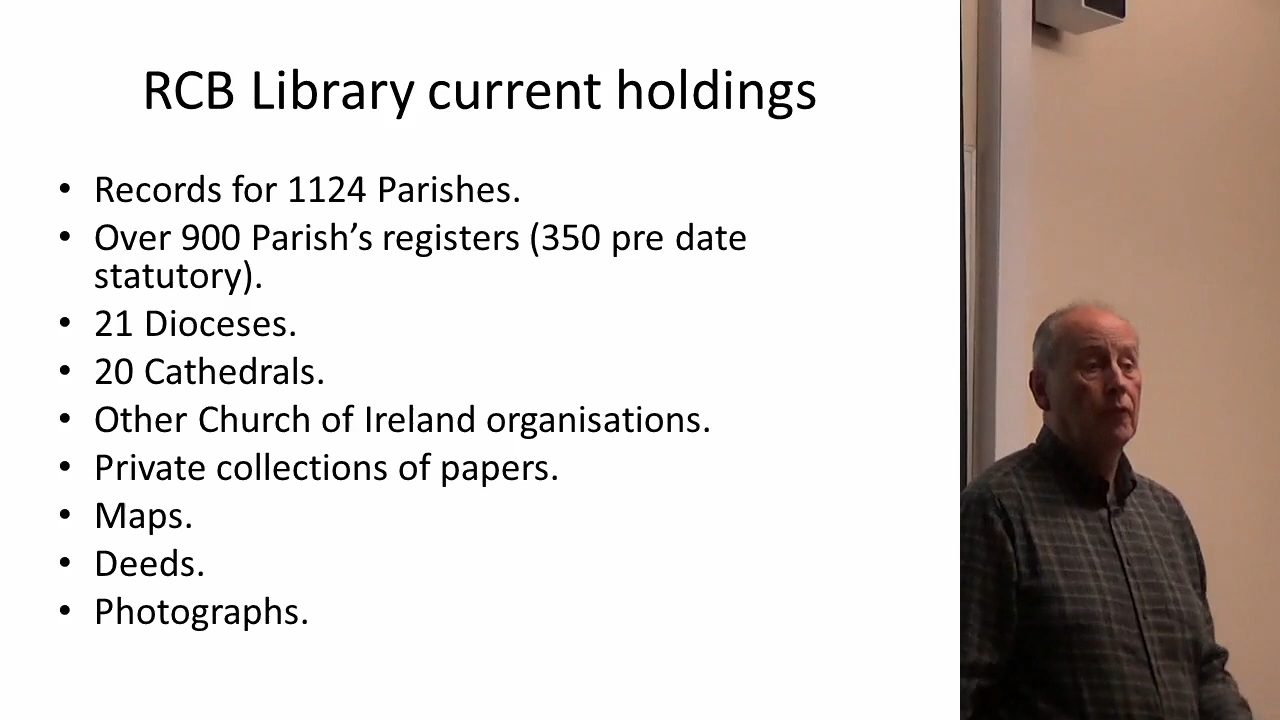 RCB Library current holdings
• Records for 1124 Parishes.
• Over 900 Parish’s registers (350 pre date
statutory).
• 21 Dioceses.
• 20 Cathedrals.
• Other Church of Ireland organisations.
• Private collections of papers.
• Maps.
• Deeds.
• Photographs.